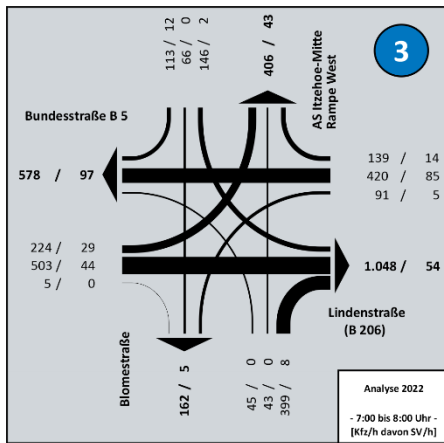 113 / 12
66 / 0
146 / 2
406 / 43
3
AS Itzehoe-Mitte
Rampe West
Bundesstraße B 5
139 / 14
420 / 85
91 / 5
578 / 97
224 / 29
503 / 44
5 / 0
1.048 / 54
Lindenstraße
(B 206)
Blomestraße
162 / 5
45 / 0
43 / 0
399 / 8
Analyse 2022
- 7:00 bis 8:00 Uhr -
[Kfz/h davon SV/h]